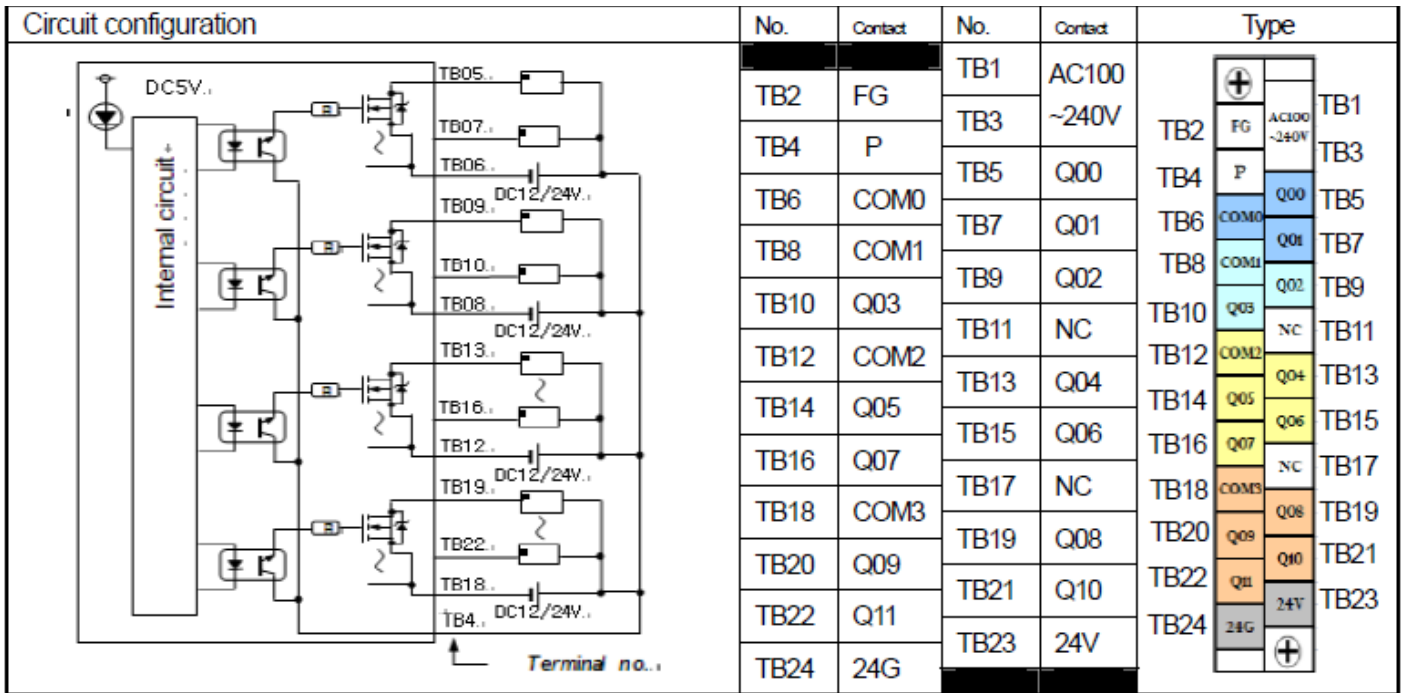 Circuit configuration
No.
Contact
No.
Contact
Type
DC5V
Internal circuit
R
R
R
R
TB05
TB07
TB06
DC12/24V
TB09
TB10
TB08
DC12/24V
TB13
TB16
TB12
DC12/24V
TB19
TB22
TB18
DC12/24V
TB4
Terminal no.
TB2 FG
TB4 P
TB6 COM0
TB8 COM1
TB10 Q03
TB12 COM2
TB14 Q05
TB16 Q07
TB18 COM3
TB20 Q09
TB22 Q11
TB24 24G
TB1 AC100
TB3 ~240V
TB5 Q00
TB7 Q01
TB9 Q02
TB11 NC
TB13 Q04
TB15 Q06
TB17 NC
TB19 Q08
TB21 Q10
TB23 24V
TB2
TB4
TB6
TB8
TB10
TB12
TB14
TB16
TB18
TB20
TB22
TB24
FG
P
COM0
COM1
Q03
COM2
Q05
Q07
COM3
Q09
Q11
24G
AC100
~240V
Q00
Q01
Q02
NC
Q04
Q06
NC
Q08
Q10
24V
TB1
TB3
TB5
TB7
TB9
TB11
TB13
TB15
TB17
TB19
TB21
TB23